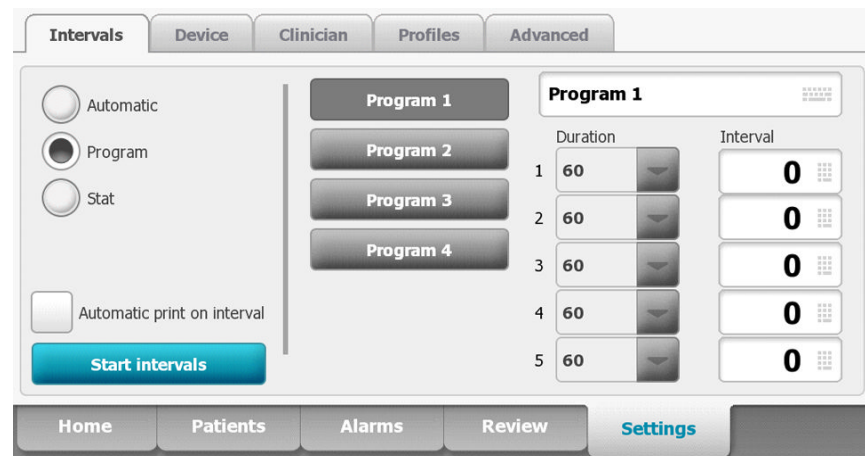 Intervals Device Clinician Profiles Advanced
Automatic
Program
Stat
Automatic print on interval
Start intervals
Program 1
Program 2
Program 3
Program 4
Program 1
Duration Interval
1 60 0
2 60 0
3 60 0
4 60 0
5 60 0
Home Patients Alarms Review Settings